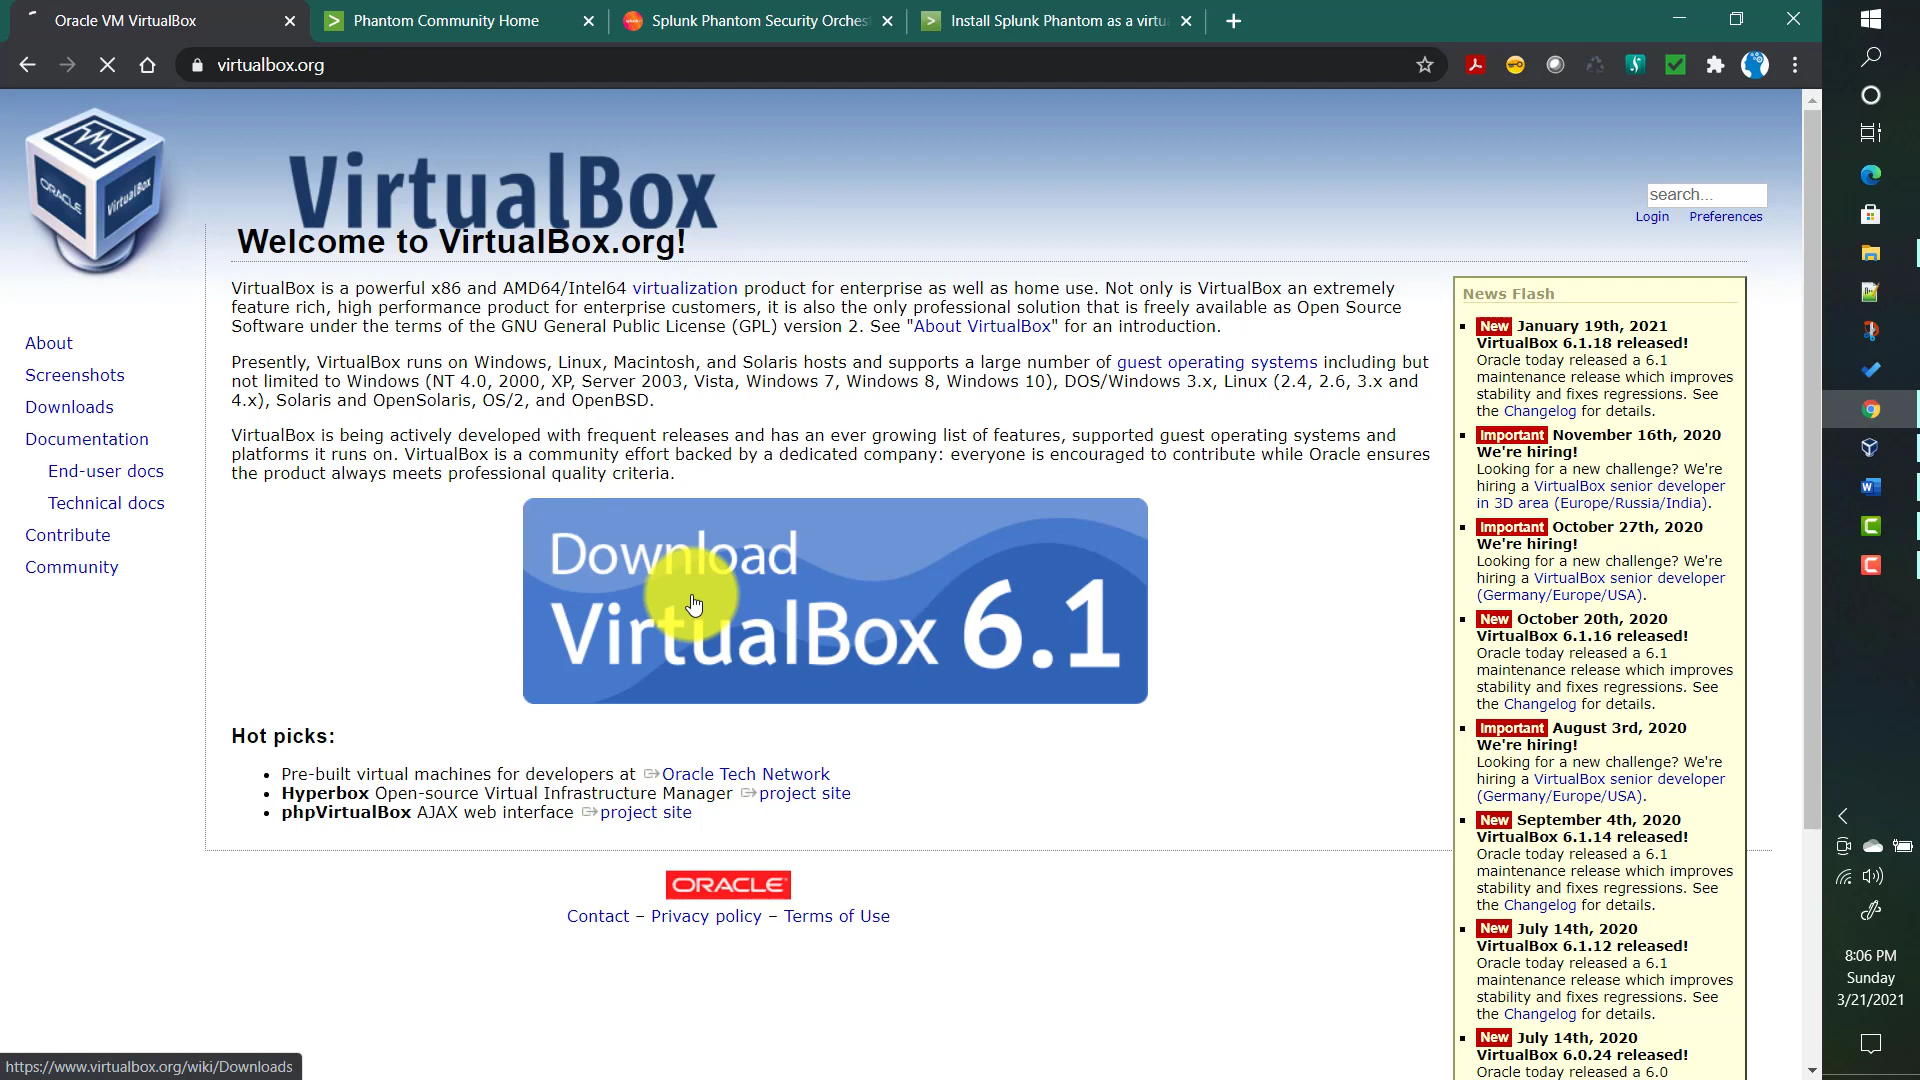 Oracle VM VirtualBox
Phantom Community Home
Splunk Phantom Security Orches
Install Splunk Phantom as a virtu
virtualbox.org
ORACLE
VirtualBox
VirtualBox
search...
Login Preferences
Welcome to VirtualBox.org!
About
Screenshots
Downloads
Documentation
End-user docs
Technical docs
Contribute
Community
VirtualBox is a powerful x86 and AMD64/Intel64 virtualization product for enterprise as well as home use. Not only is VirtualBox an extremely
feature rich, high performance product for enterprise customers, it is also the only professional solution that is freely available as Open Source
Software under the terms of the GNU General Public License (GPL) version 2. See "About VirtualBox" for an introduction.
Presently, VirtualBox runs on Windows, Linux, Macintosh, and Solaris hosts and supports a large number of guest operating systems including but
not limited to Windows (NT 4.0, 2000, XP, Server 2003, Vista, Windows 7, Windows 8, Windows 10), DOS/Windows 3.x, Linux (2.4, 2.6, 3.x and
4.x), Solaris and OpenSolaris, OS/2, and OpenBSD.
VirtualBox is being actively developed with frequent releases and has an ever growing list of features, supported guest operating systems and
platforms it runs on. VirtualBox is a community effort backed by a dedicated company: everyone is encouraged to contribute while Oracle ensures
the product always meets professional quality criteria.
Download
VirtualBox 6.1
Hot picks:
Pre-built virtual machines for developers at Oracle Tech Network
Hyperbox Open-source Virtual Infrastructure Manager project site
phpVirtualBox AJAX web interface project site
ORACLE
Contact – Privacy policy – Terms of Use
News Flash
New January 19th, 2021
VirtualBox 6.1.18 released!
Oracle today released a 6.1
maintenance release which improves
stability and fixes regressions. See
the Changelog for details.
Important November 16th, 2020
We're hiring!
Looking for a new challenge? We're
hiring a VirtualBox senior developer
in 3D area (Europe/Russia/India).
Important October 27th, 2020
We're hiring!
Looking for a new challenge? We're
hiring a VirtualBox senior developer
(Germany/Europe/USA).
New October 20th, 2020
VirtualBox 6.1.16 released!
Oracle today released a 6.1
maintenance release which improves
stability and fixes regressions. See
the Changelog for details.
Important August 3rd, 2020
We're hiring!
Looking for a new challenge? We're
hiring a VirtualBox senior developer
(Germany/Europe/USA).
New September 4th, 2020
VirtualBox 6.1.14 released!
Oracle today released a 6.1
maintenance release which improves
stability and fixes regressions. See
the Changelog for details.
New July 14th, 2020
VirtualBox 6.1.12 released!
Oracle today released a 6.1
maintenance release which improves
stability and fixes regressions. See
the Changelog for details.
New July 14th, 2020
VirtualBox 6.0.24 released!
Oracle today released a 6.0
https://www.virtualbox.org/wiki/Downloads
8:06 PM
Sunday
3/21/2021